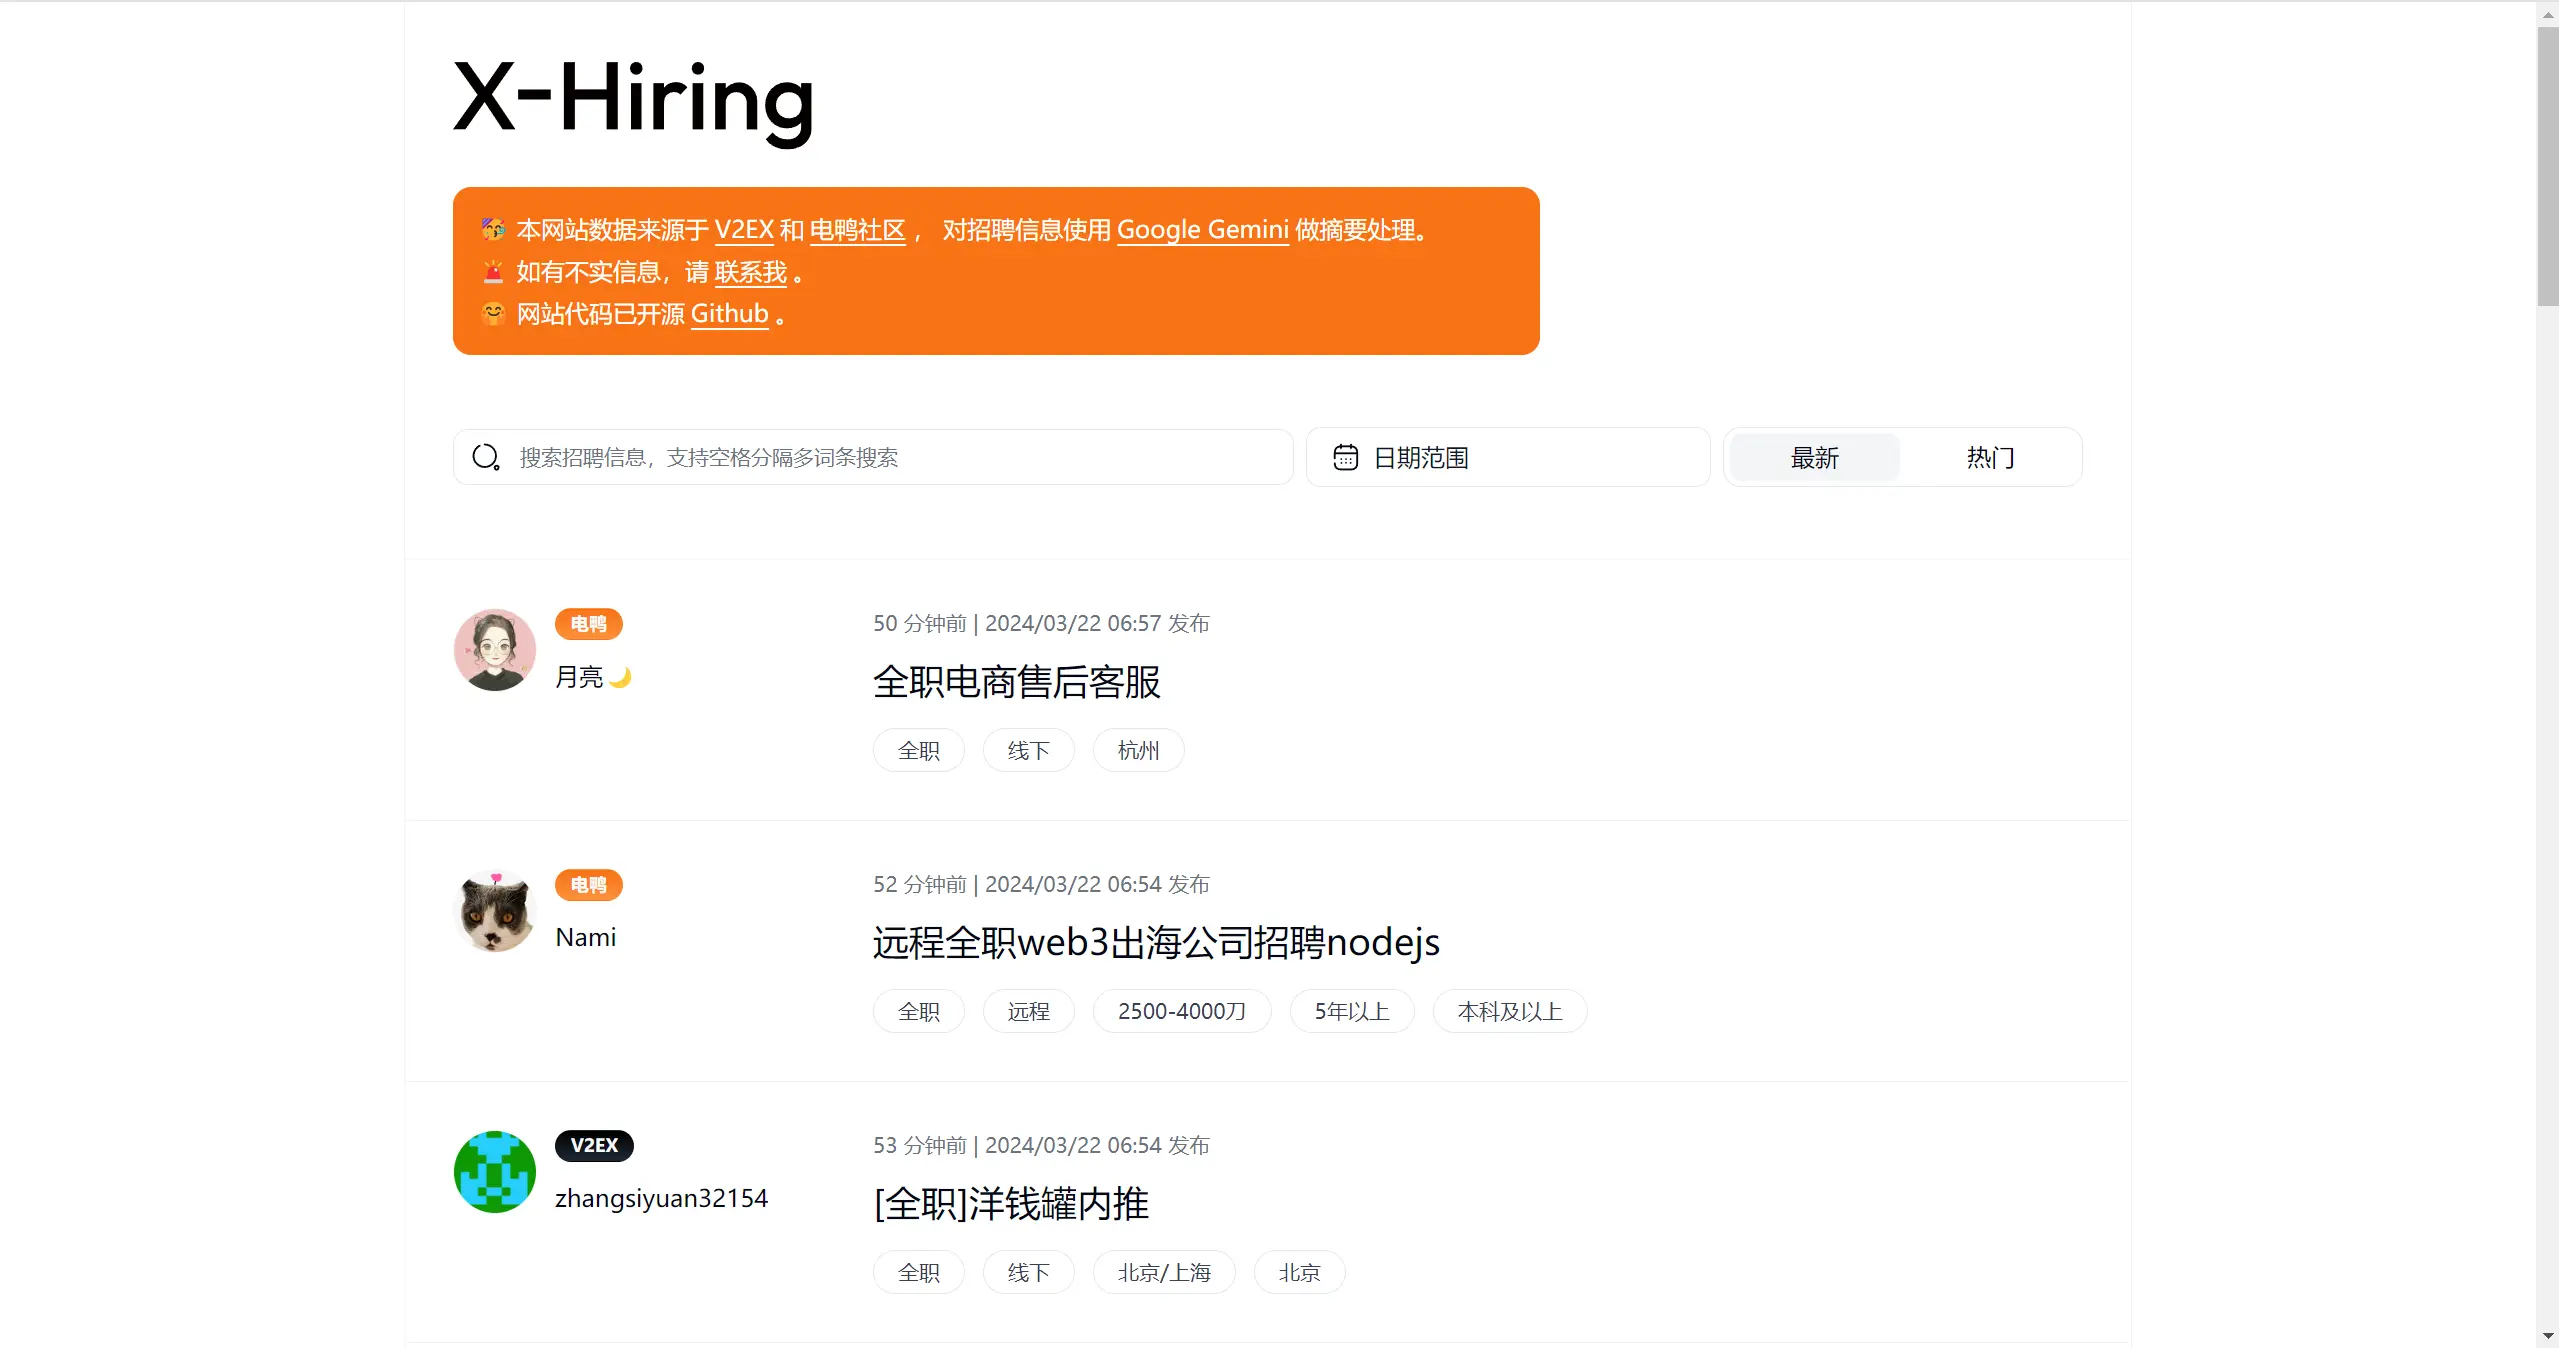 X-Hiring
🥳 本网站数据来源于 V2EX 和 电鸭社区 ， 对招聘信息使用 Google Gemini 做摘要处理。
🚨 如有不实信息，请 联系我 。
🤗 网站代码已开源 Github 。
搜索招聘信息，支持空格分隔多词条搜索
日期范围
最新
热门
电鸭
月亮🌙
50 分钟前 | 2024/03/22 06:57 发布
全职电商售后客服
全职 线下 杭州
电鸭
Nami
52 分钟前 | 2024/03/22 06:54 发布
远程全职web3出海公司招聘nodejs
全职 远程 2500-4000刀 5年以上 本科及以上
V2EX
zhangsiyuan32154
53 分钟前 | 2024/03/22 06:54 发布
[全职]洋钱罐内推
全职 线下 北京/上海 北京